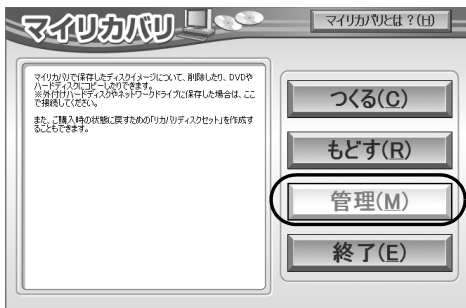 マイリカバリ
マイリカバリとは？(H)
マイリカバリで保存したディスクイメージについて、削除したり、DVDや
ハードディスクにコピーしたりできます。
※外付けハードディスクやネットワークドライブに保存した場合は、ここ
で接続してください。
また、ご購入時の状態に戻すための「リカバリディスクセット」を作成す
ることもできます。
つくる(C)
もどす(R)
管理(M)
終了(E)